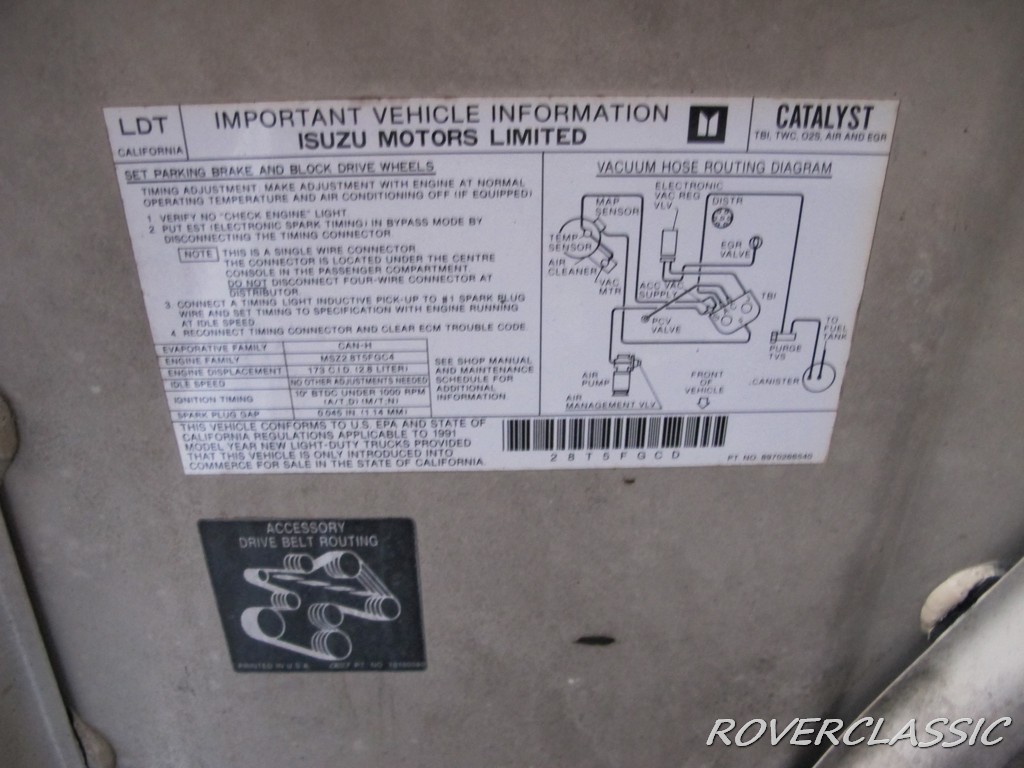 LDT
CALIFORNIA
IMPORTANT VEHICLE INFORMATION
ISUZU MOTORS LIMITED
CATALYST
TBI, TWC, O2S, AIR AND EGR
SET PARKING BRAKE AND BLOCK DRIVE WHEELS
TIMING ADJUSTMENT. MAKE ADJUSTMENT WITH ENGINE AT NORMAL
OPERATING TEMPERATURE AND AIR CONDITIONING OFF (IF EQUIPPED)
1. VERIFY NO "CHECK ENGINE" LIGHT
2. PUT EST (ELECTRONIC SPARK TIMING) IN BYPASS MODE BY
DISCONNECTING THE TIMING CONNECTOR
NOTE THIS IS A SINGLE WIRE CONNECTOR
THE CONNECTOR IS LOCATED UNDER THE CENTRE
CONSOLE IN THE PASSENGER COMPARTMENT.
DO NOT DISCONNECT FOUR-WIRE CONNECTOR AT
DISTRIBUTOR
3. CONNECT A TIMING LIGHT INDUCTIVE PICK-UP TO #1 SPARK PLUG
WIRE AND SET TIMING TO SPECIFICATION WITH ENGINE RUNNING
AT IDLE SPEED
4. RECONNECT TIMING CONNECTOR AND CLEAR ECM TROUBLE CODE.
EVAPORATIVE FAMILY CAN-H
ENGINE FAMILY MSZ2.8T5FGC4
ENGINE DISPLACEMENT 173 C.I.D. (2.8 LITER)
IDLE SPEED NO OTHER ADJUSTMENTS NEEDED
IGNITION TIMING 10° BTDC UNDER 1000 RPM
(A/T,D) (M/T,N)
SPARK PLUG GAP 0.045 IN. (1.14 MM)
SEE SHOP MANUAL
AND MAINTENANCE
SCHEDULE FOR
ADDITIONAL
INFORMATION
THIS VEHICLE CONFORMS TO U.S. EPA AND STATE OF
CALIFORNIA REGULATIONS APPLICABLE TO 1991
MODEL YEAR NEW LIGHT-DUTY TRUCKS PROVIDED
THAT THIS VEHICLE IS ONLY INTRODUCED INTO
COMMERCE FOR SALE IN THE STATE OF CALIFORNIA.
VACUUM HOSE ROUTING DIAGRAM
ELECTRONIC
VAC REG
VLV
MAP
SENSOR
DISTR
TEMP
SENSOR
EGR
VALVE
AIR
CLEANER
VAC
MTR
ACC VAC
SUPPLY
TBI
PCV
VALVE
TO
FUEL
TANK
PURGE
TVS
AIR
PUMP
FRONT
OF
VEHICLE
CANISTER
AIR
MANAGEMENT VLV
2 8 T 5 F G C D
PT. NO.
ACCESSORY
DRIVE BELT ROUTING
PRINTED IN U.S.A.
PT. NO.
ROVERCLASSIC